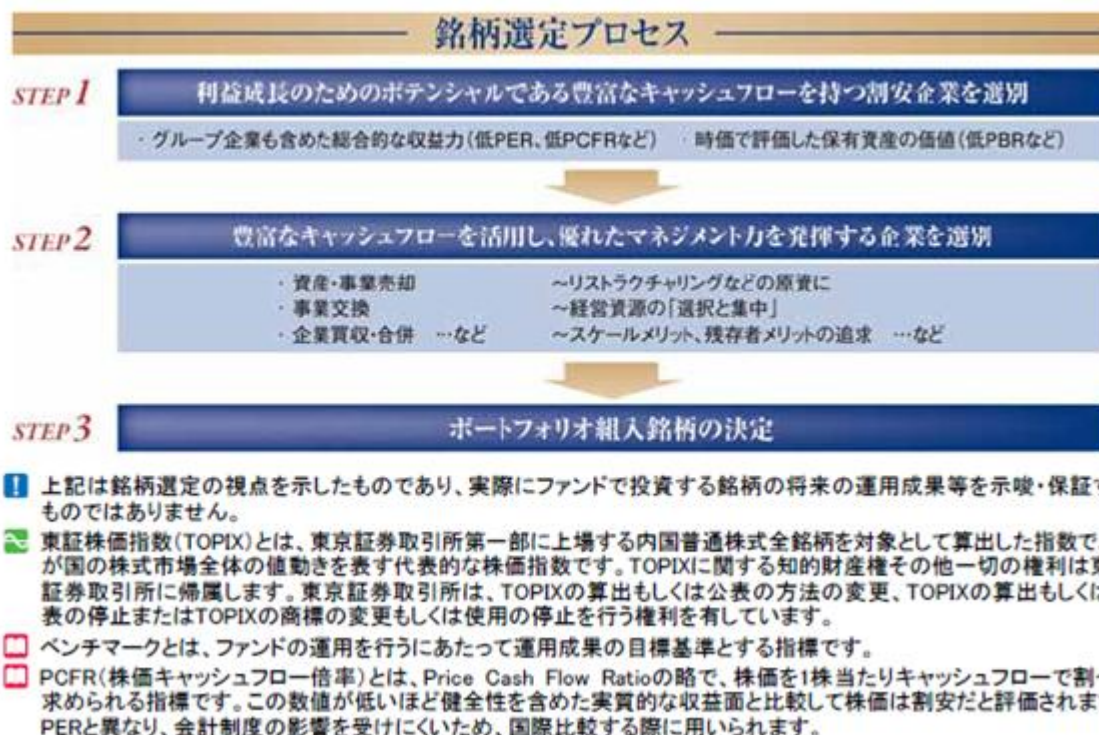 銘柄選定プロセス
STEP 1 利益成長のためのポテンシャルである豊富なキャッシュフローを持つ割安企業を選別
・グループ企業も含めた総合的な収益力(低PER、低PCFRなど) ・時価で評価した保有資産の価値(低PBRなど)
STEP 2 豊富なキャッシュフローを活用し、優れたマネジメント力を発揮する企業を選別
・資産・事業売却 ～リストラクチャリングなどの原資に
・事業交換 ～経営資源の「選択と集中」
・企業買収・合併 …など ～スケールメリット、残存者メリットの追求 …など
STEP 3 ポートフォリオ組入銘柄の決定
上記は銘柄選定の視点を示したものであり、実際にファンドで投資する銘柄の将来の運用成果等を示唆・保証す
ものではありません。
東証株価指数(TOPIX)とは、東京証券取引所第一部に上場する内国普通株式全銘柄を対象として算出した指数で
が国の株式市場全体の値動きを表す代表的な株価指数です。TOPIXに関する知的財産権その他一切の権利は東
証券取引所に帰属します。東京証券取引所は、TOPIXの算出もしくは公表の方法の変更、TOPIXの算出もしくは
表の停止またはTOPIXの商標の変更もしくは使用の停止を行う権利を有しています。
ベンチマークとは、ファンドの運用を行うにあたって運用成果の目標基準とする指標です。
PCFR(株価キャッシュフロー倍率)とは、Price Cash Flow Ratioの略で、株価を1株当たりキャッシュフローで割っ
求められる指標です。この数値が低いほど健全性を含めた実質的な収益面と比較して株価は割安だと評価されま
PERと異なり、会計制度の影響を受けにくいため、国際比較する際に用いられます。